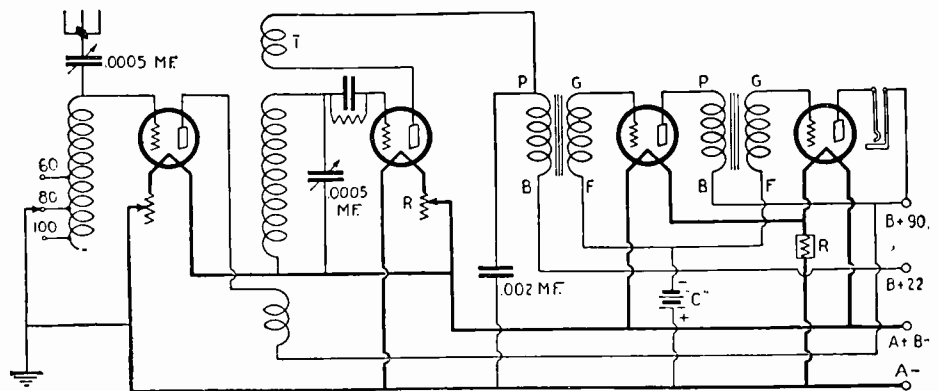 .0005 MF.
T
60
80
100
.0005
MF.
R
P
G
B
F
P
G
B
F
.002 MF.
"C"
-
+
R
B+90,
B+22
A+ B-
A-